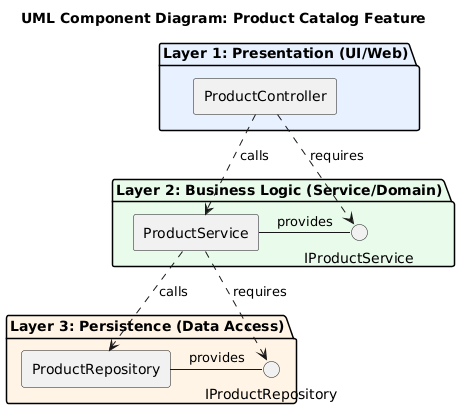 UML Component Diagram: Product Catalog Feature
Layer 1: Presentation (UI/Web)
ProductController
calls
requires
Layer 2: Business Logic (Service/Domain)
ProductService
provides
IProductService
calls
requires
Layer 3: Persistence (Data Access)
ProductRepository
provides
IProductRepository